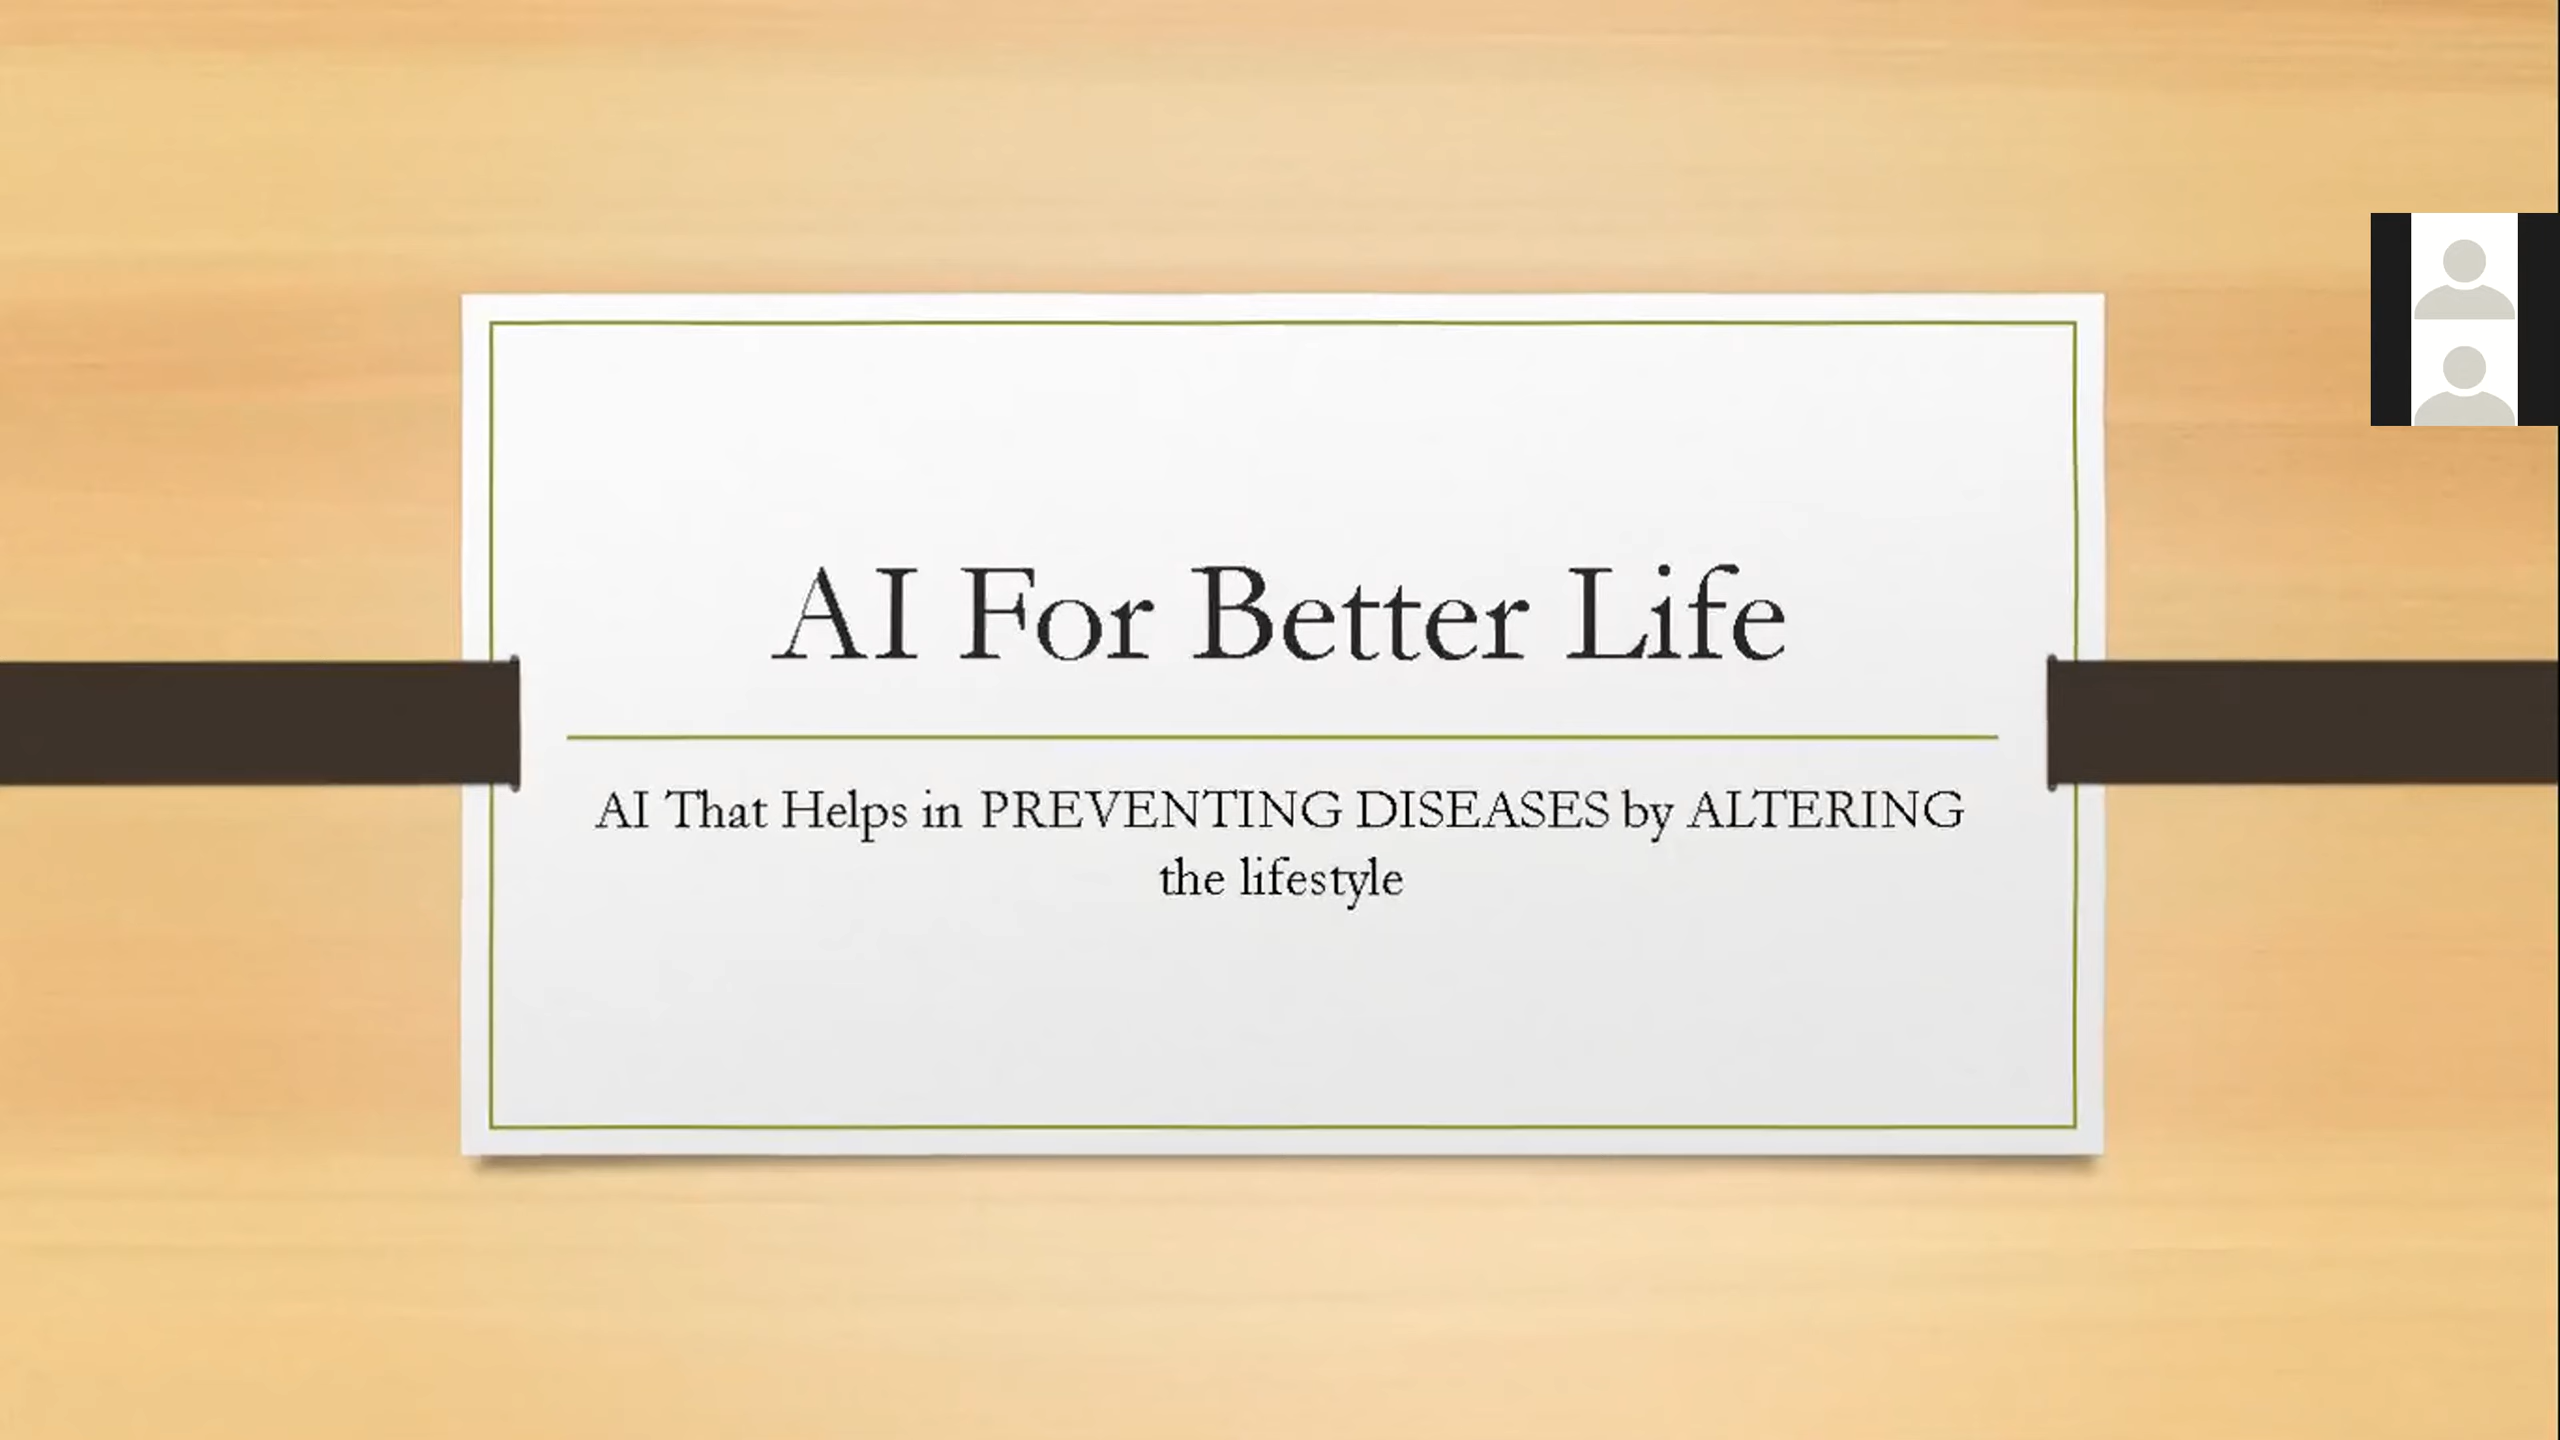 AI For Better Life
AI That Helps in PREVENTING DISEASES by ALTERING
the lifestyle